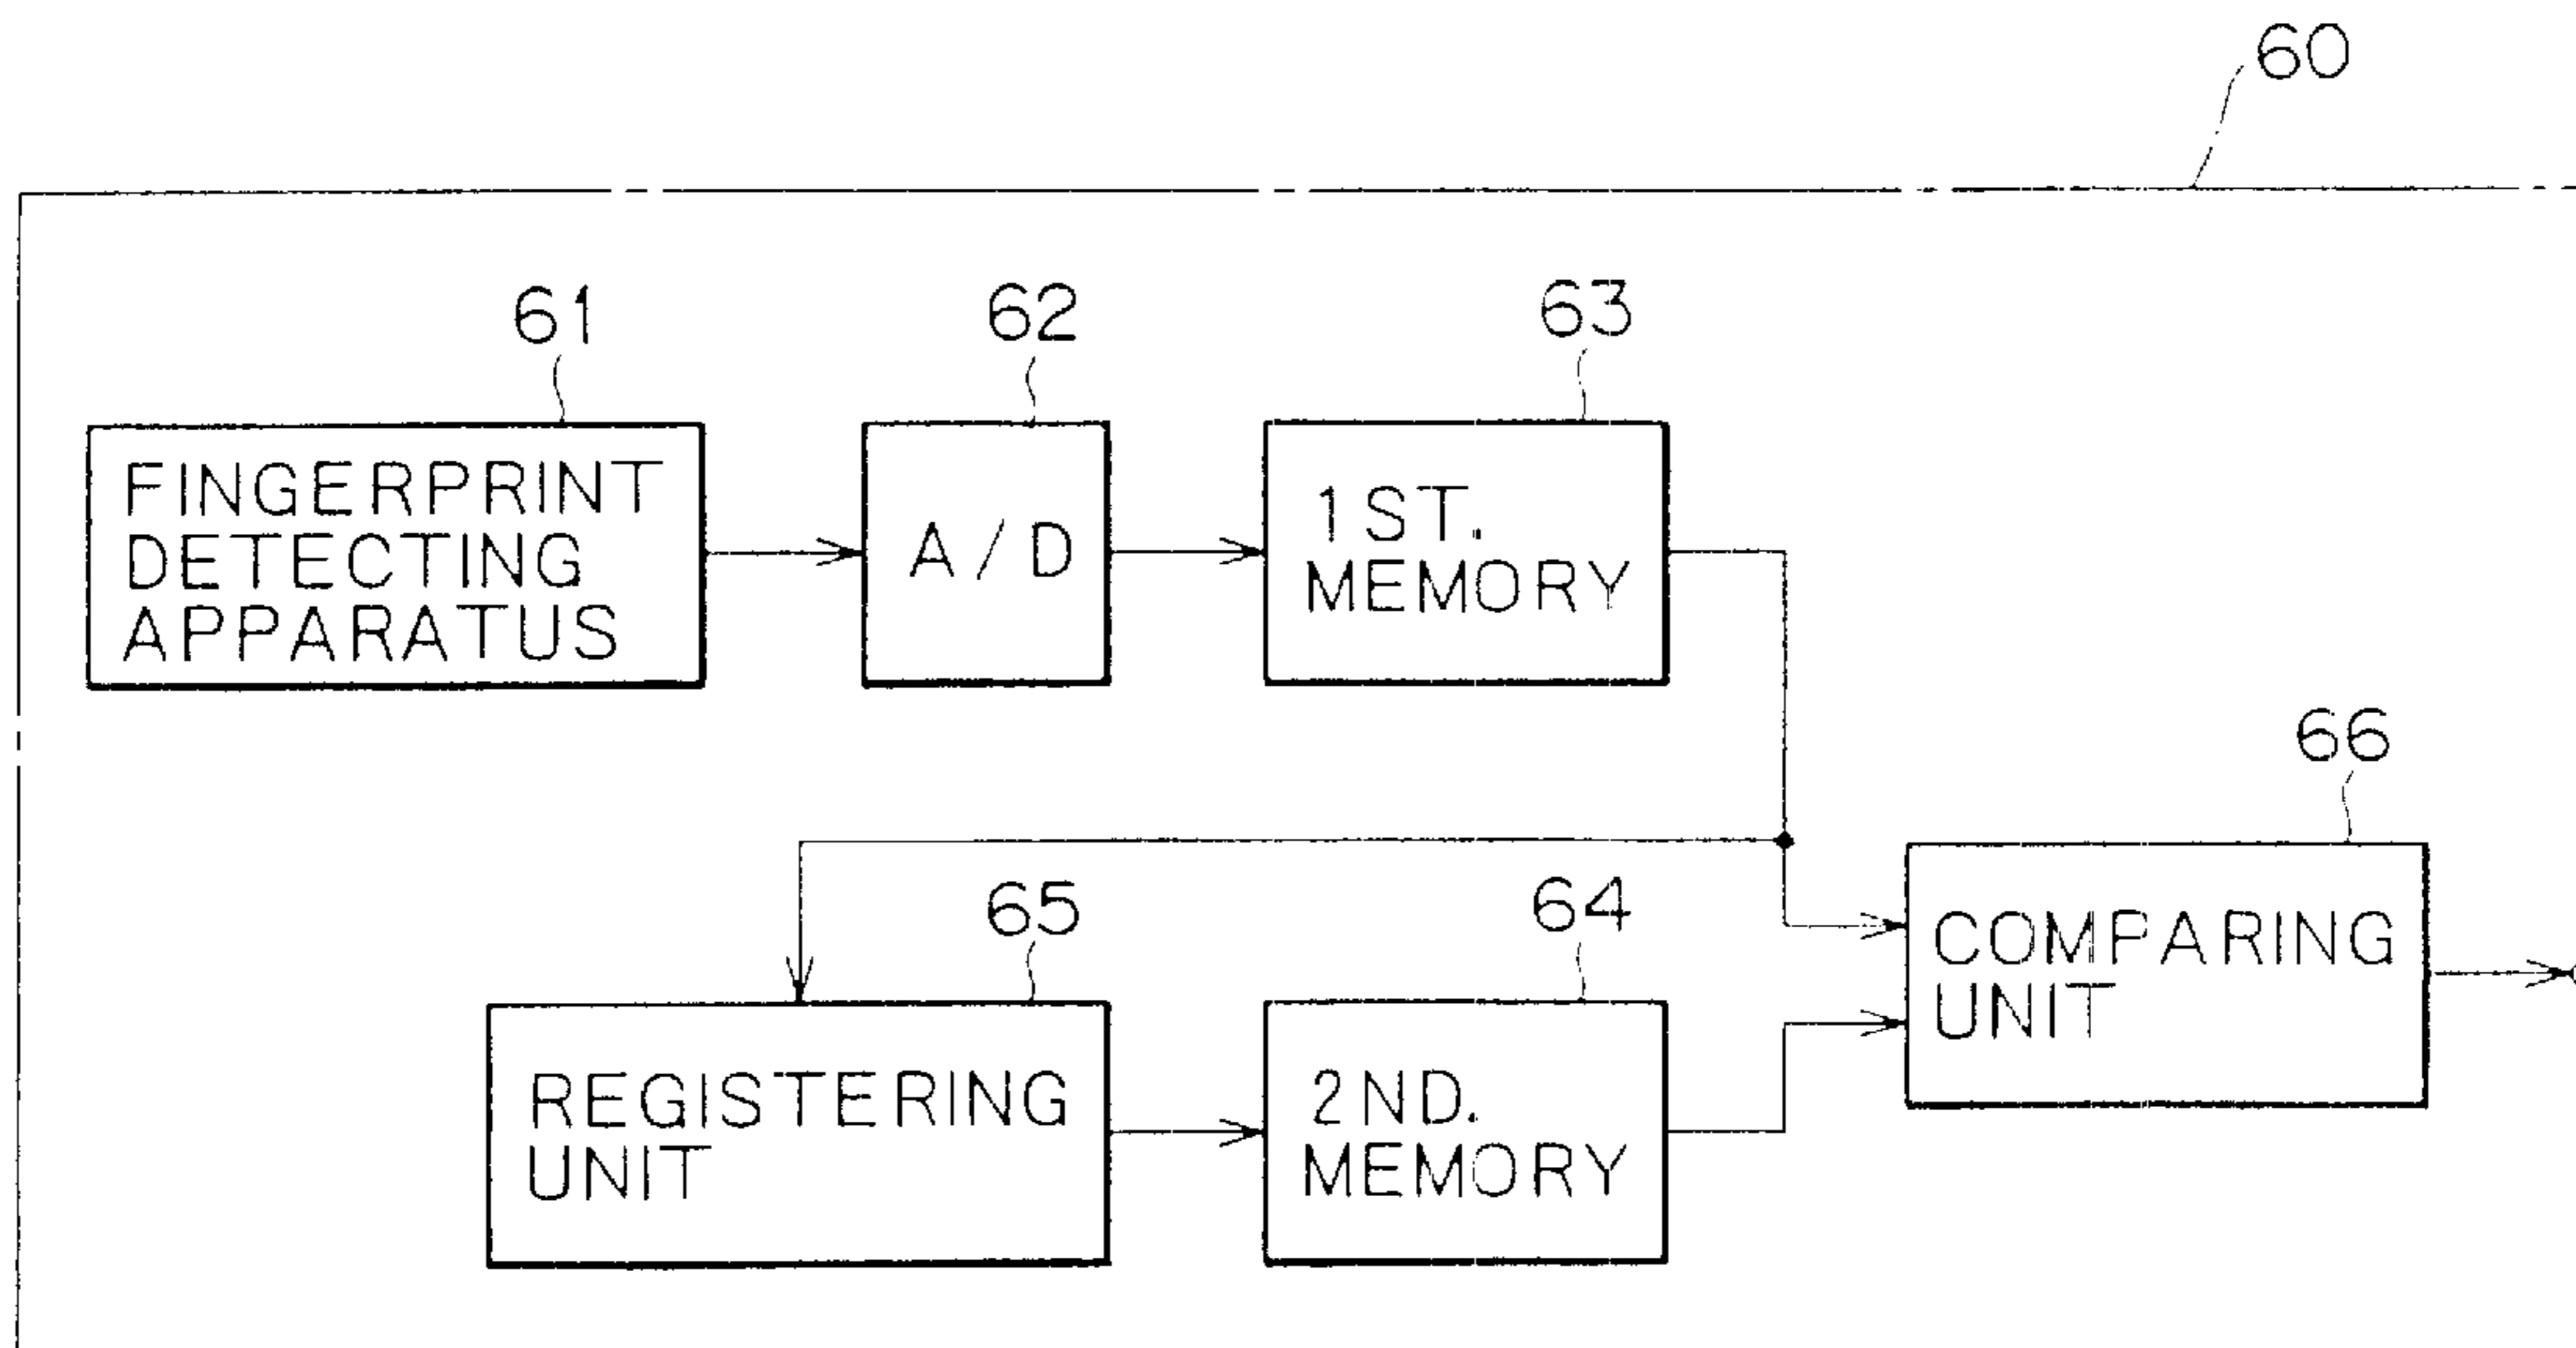 60
61
62
63
FINGERPRINT
DETECTING
APPARATUS
A/D
1ST.
MEMORY
66
65
64
COMPARING
UNIT
REGISTERING
UNIT
2ND.
MEMORY